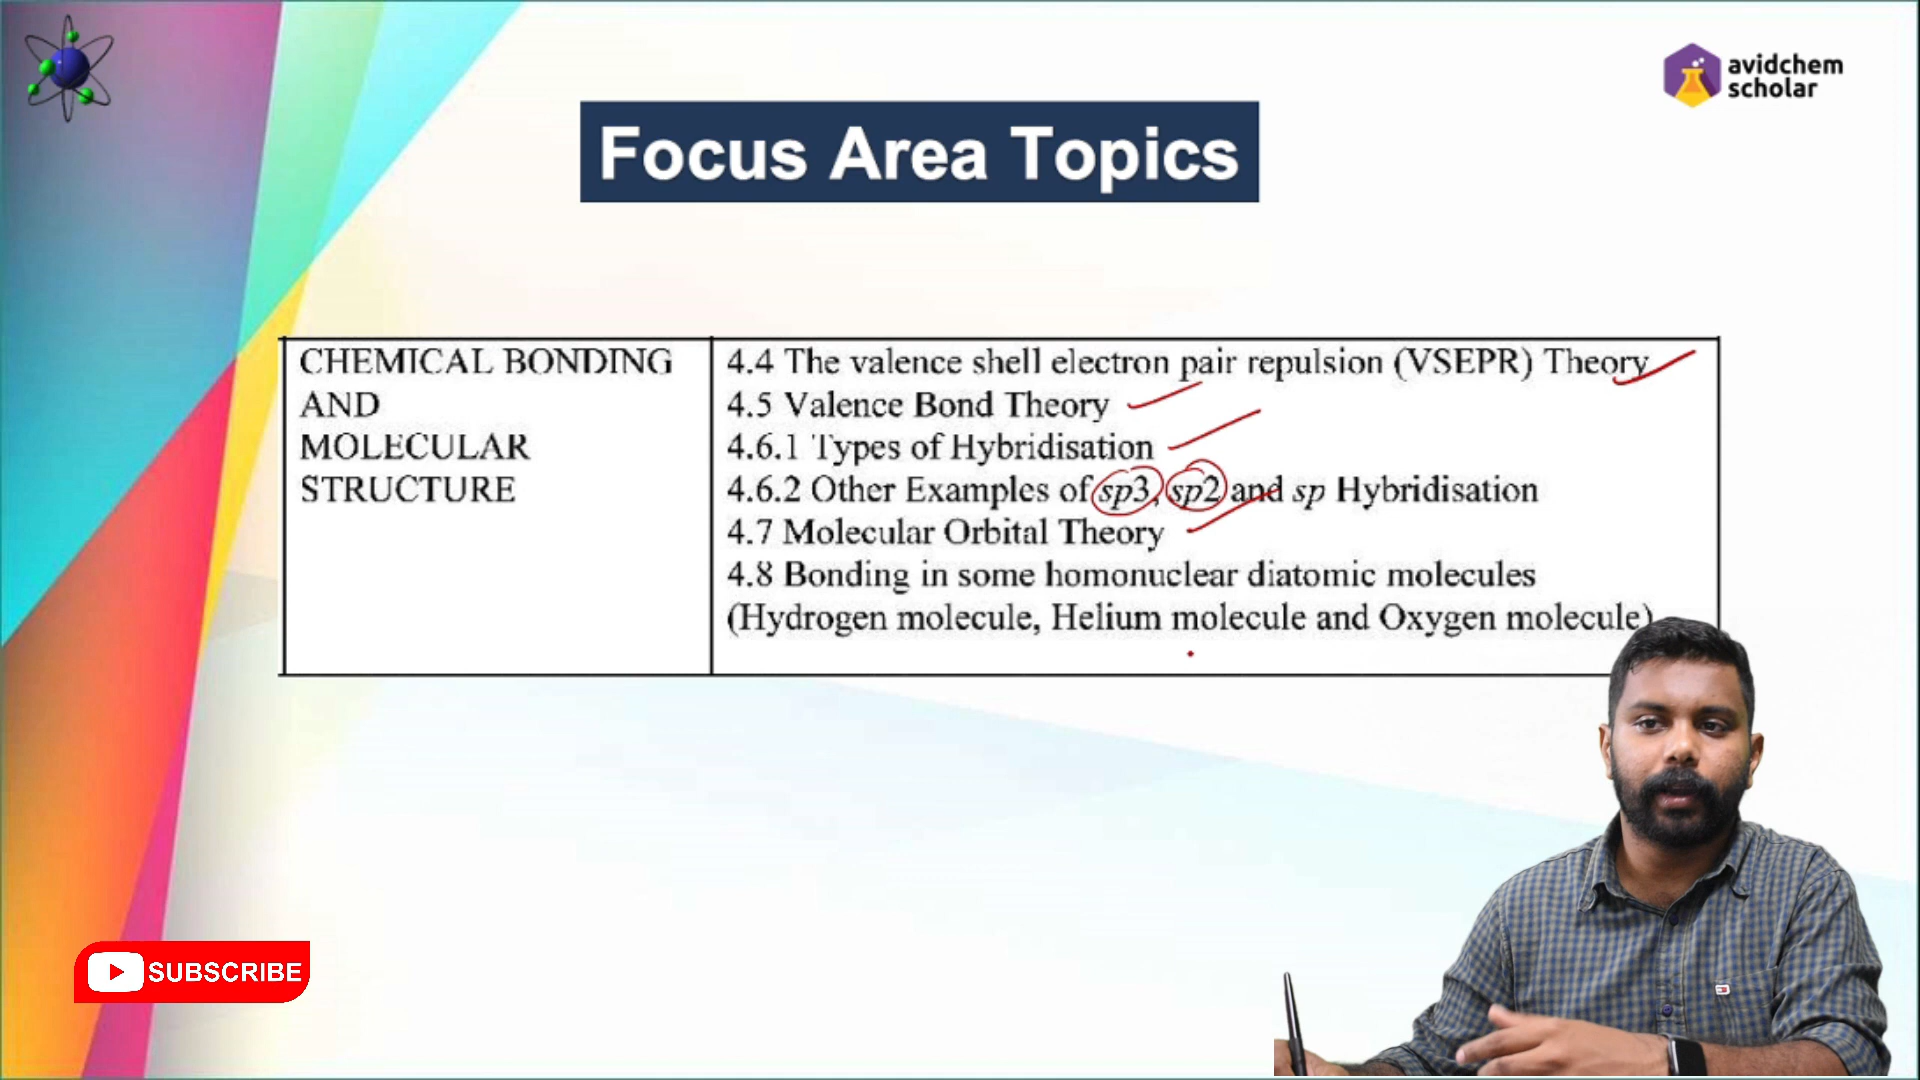 avidchem
scholar
Focus Area Topics
CHEMICAL BONDING
AND
MOLECULAR
STRUCTURE
4.4 The valence shell electron pair repulsion (VSEPR) Theory
4.5 Valence Bond Theory
4.6.1 Types of Hybridisation
4.6.2 Other Examples of sp3, sp2 and sp Hybridisation
4.7 Molecular Orbital Theory
4.8 Bonding in some homonuclear diatomic molecules
(Hydrogen molecule, Helium molecule and Oxygen molecule)
SUBSCRIBE